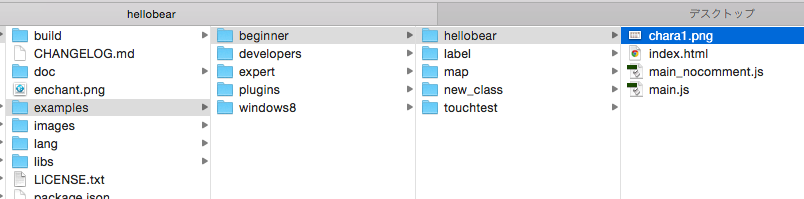 hellobear
デスクトップ
build
CHANGELOG.md
doc
enchant.png
examples
images
lang
libs
LICENSE.txt
package.json
beginner
developers
expert
plugins
windows8
hellobear
label
map
new_class
touchtest
chara1.png
index.html
main_nocomment.js
main.js